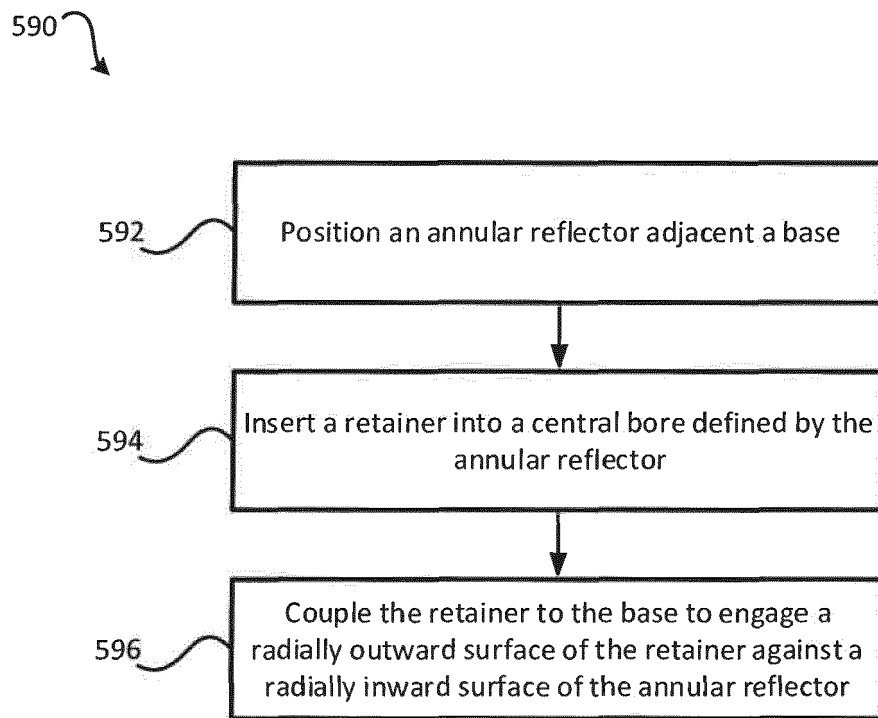 590
592
Position an annular reflector adjacent a base
594
Insert a retainer into a central bore defined by the
annular reflector
596
Couple the retainer to the base to engage a
radially outward surface of the retainer against a
radially inward surface of the annular reflector